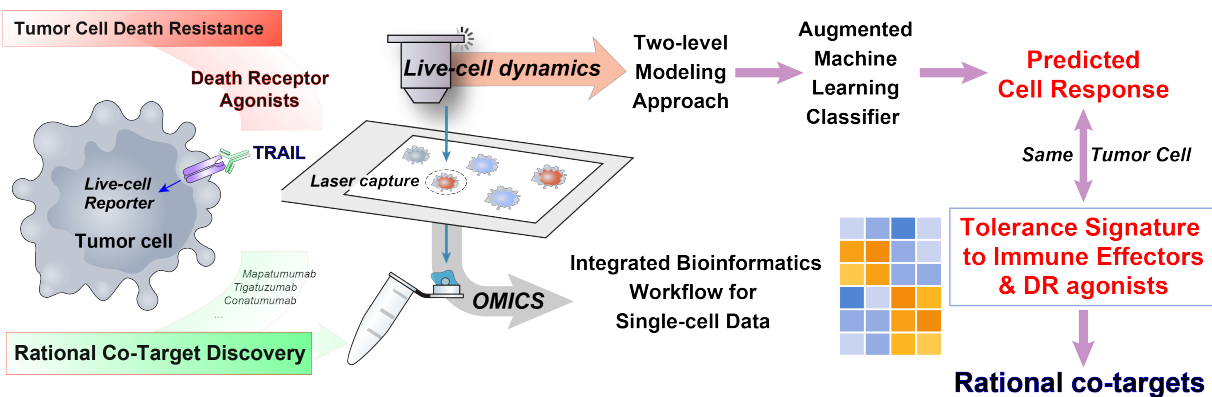 Tumor Cell Death Resistance
Death Receptor
Agonists
TRAIL
Live-cell
Reporter
Tumor cell
Mapatumumab
Tigatuzumab
Conatumumab
...
Rational Co-Target Discovery
Live-cell dynamics
Laser capture
OMICS
Two-level
Modeling
Approach
Augmented
Machine
Learning
Classifier
Predicted
Cell Response
Same Tumor Cell
Integrated Bioinformatics
Workflow for
Single-cell Data
Tolerance Signature
to Immune Effectors
& DR agonists
Rational co-targets